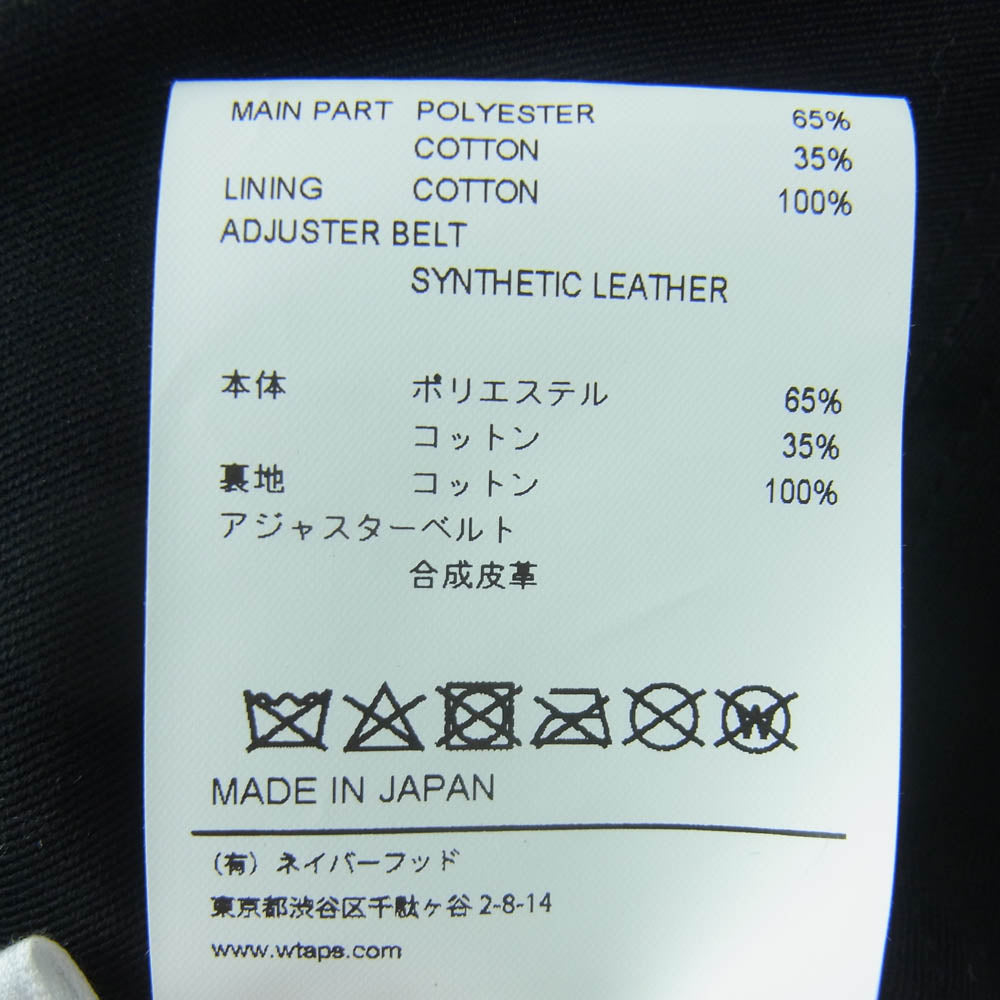 MAIN PART POLYESTER 65%
COTTON 35%
LINING COTTON 100%
ADJUSTER BELT
SYNTHETIC LEATHER
本体 ポリエステル 65%
コットン 35%
裏地 コットン 100%
アジャスターベルト
合成皮革
W
MADE IN JAPAN
(有) ネイバーフッド
東京都渋谷区千駄ヶ谷 2-8-14
www.wtaps.com